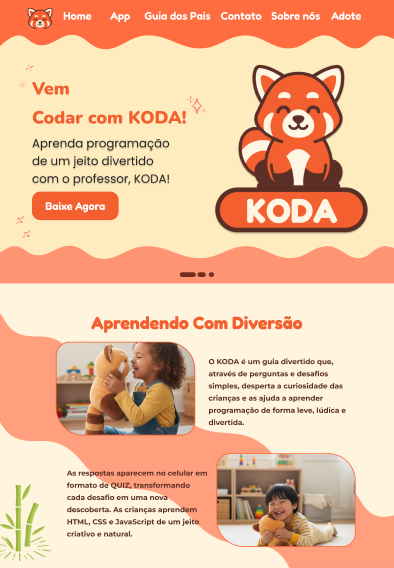 Home App Guia dos Pais Contato Sobre nós Adote
Vem
Codar com KODA!
Aprenda programação
de um jeito divertido
com o professor, KODA!
Baixe Agora
KODA
Aprendendo Com Diversão
O KODA é um guia divertido que,
através de perguntas e desafios
simples, desperta a curiosidade das
crianças e as ajuda a aprender
programação de forma leve, lúdica e
divertida.
As respostas aparecem no celular em
formato de QUIZ, transformando
cada desafio em uma nova
descoberta. As crianças aprendem
HTML, CSS e JavaScript de um jeito
criativo e natural.